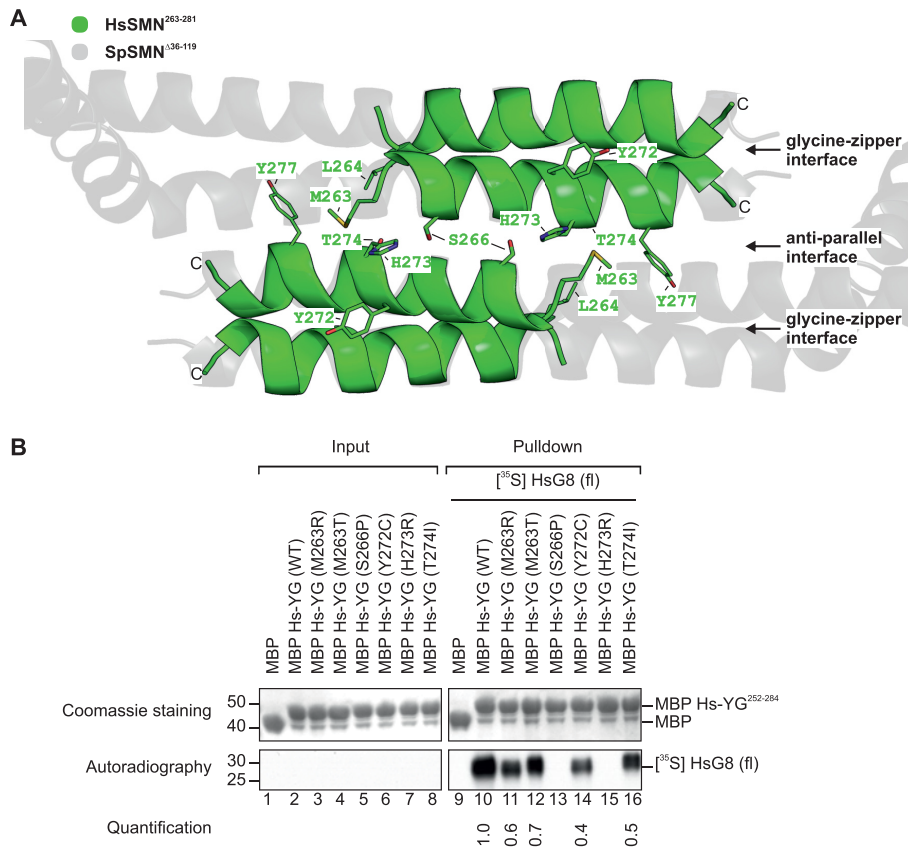 A
HsSMN263-281
SpSMNΔ36-119
C
Y272
glycine-zipper interface
Y277
L264
M263
H273
C
T274
S266
T274
anti-parallel interface
H273
M263
C
L264
Y277
Y272
glycine-zipper interface
C
B
Input
Pulldown
[35S] HsG8 (fl)
MBP
MBP Hs-YG (WT)
MBP Hs-YG (M263R)
MBP Hs-YG (M263T)
MBP Hs-YG (S266P)
MBP Hs-YG (Y272C)
MBP Hs-YG (H273R)
MBP Hs-YG (T274I)
MBP
MBP Hs-YG (WT)
MBP Hs-YG (M263R)
MBP Hs-YG (M263T)
MBP Hs-YG (S266P)
MBP Hs-YG (Y272C)
MBP Hs-YG (H273R)
MBP Hs-YG (T274I)
Coomassie staining
50
40
MBP Hs-YG252-284
MBP
Autoradiography
30
25
[35S] HsG8 (fl)
1 2 3 4 5 6 7 8 9 10 11 12 13 14 15 16
Quantification
1.0 0.6 0.7 0.4 0.5